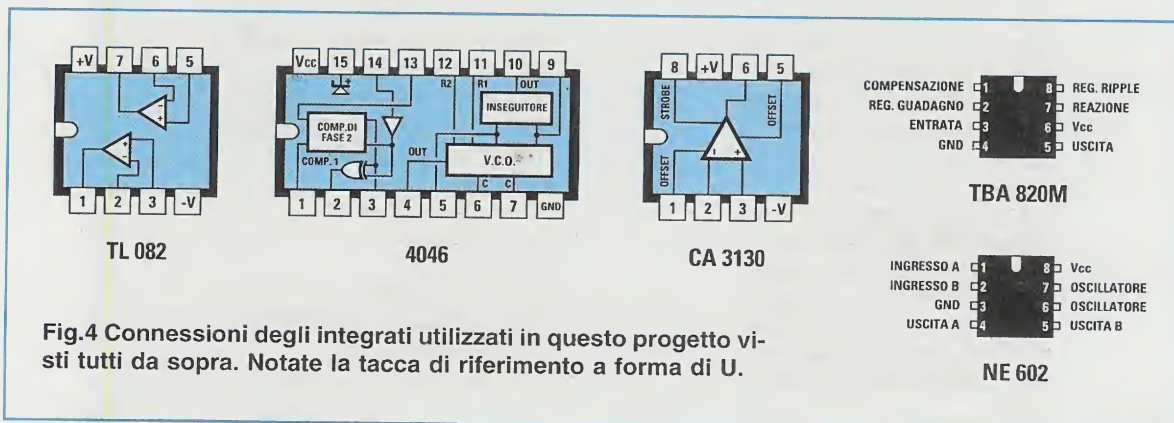 +V 7 6 5
1 2 3 -V
TL 082
Vcc 15 14 13 12 11 10 9
R2 R1 OUT
INSEGUITORE
COMP. DI
FASE 2
COMP. 1
OUT
V.C.O.
C C
1 2 3 4 5 6 7 GND
4046
8 +V 6 5
STROBE
OFFSET
OFFSET
1 2 3 -V
CA 3130
COMPENSAZIONE 1 8 REG. RIPPLE
REG. GUADAGNO 2 7 REAZIONE
ENTRATA 3 6 Vcc
GND 4 5 USCITA
TBA 820M
INGRESSO A 1 8 Vcc
INGRESSO B 2 7 OSCILLATORE
GND 3 6 OSCILLATORE
USCITA A 4 5 USCITA B
NE 602
Fig.4 Connessioni degli integrati utilizzati in questo progetto vi-
sti tutti da sopra. Notate la tacca di riferimento a forma di U.